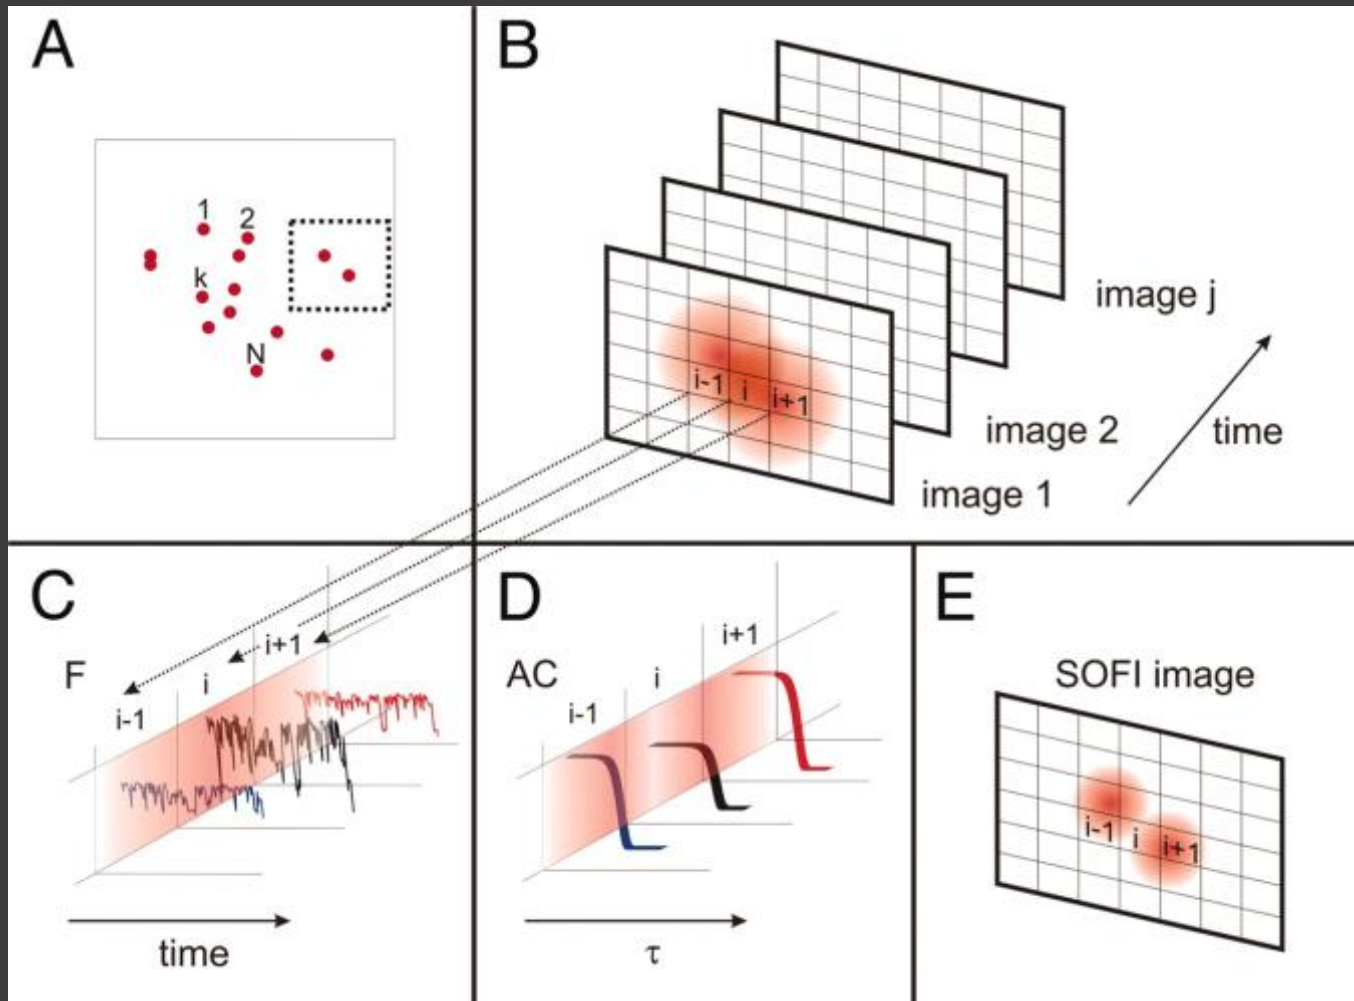 A
1
2
k
N
B
i-1 i i+1
image 1
image 2
image j
time
C
F
i-1
i
i+1
time
D
AC
i-1
i
i+1
τ
E
SOFI image
i-1 i i+1